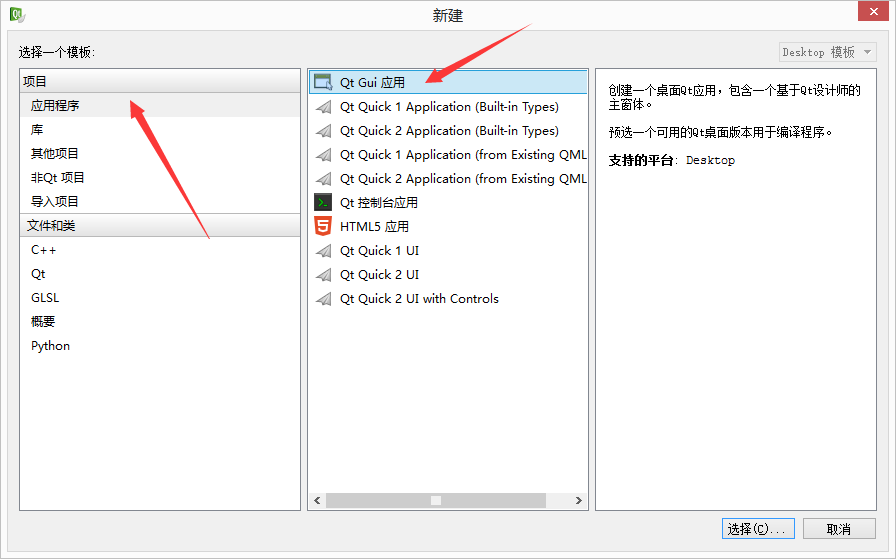 新建
选择一个模板:
Desktop 模板
项目
应用程序
库
其他项目
非Qt 项目
导入项目
文件和类
C++
Qt
GLSL
概要
Python
Qt Gui 应用
Qt Quick 1 Application (Built-in Types)
Qt Quick 2 Application (Built-in Types)
Qt Quick 1 Application (from Existing QML
Qt Quick 2 Application (from Existing QML
Qt 控制台应用
HTML5 应用
Qt Quick 1 UI
Qt Quick 2 UI
Qt Quick 2 UI with Controls
创建一个桌面Qt应用，包含一个基于Qt设计师的
主窗体。
预选一个可用的Qt桌面版本用于编译程序。
支持的平台: Desktop
选择(C)...
取消